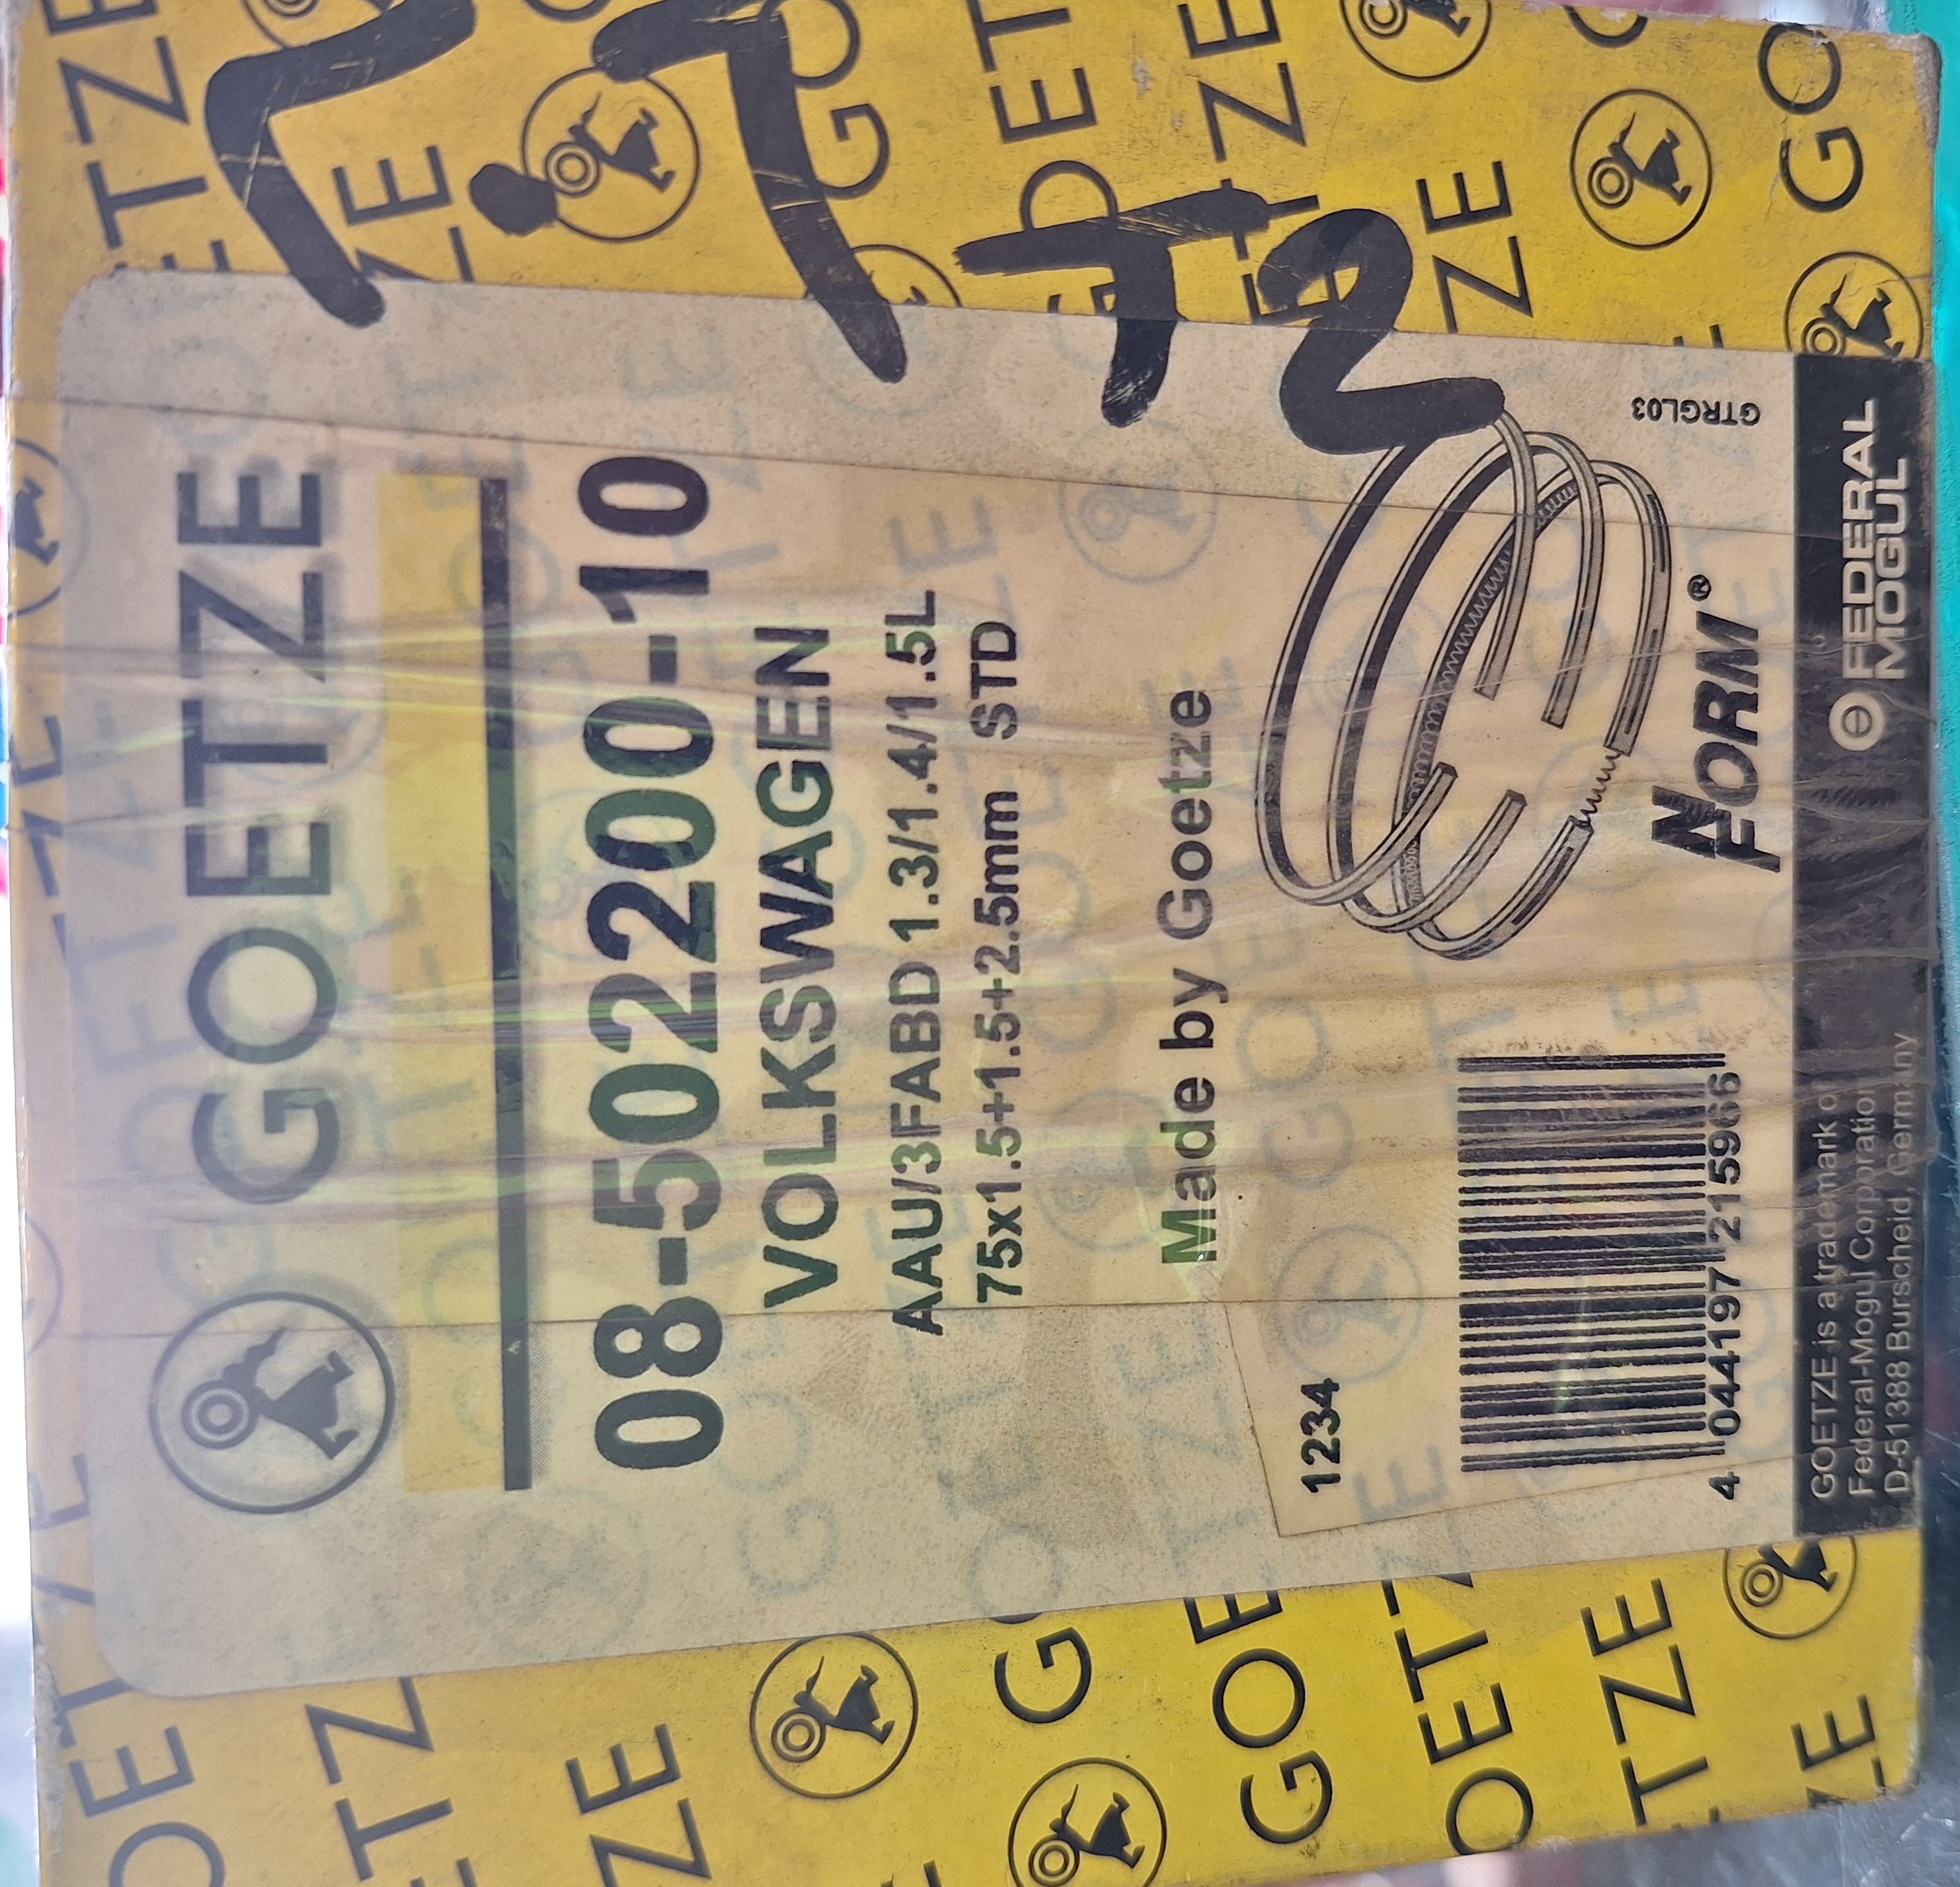 GOETZE
08-502200-10
VOLKSWAGEN
AAU/3FABD 1.3/1.4/1.5L
75x1.5+1.5+2.5mm STD
Made by Goetze
1234
4 044197 215966
NORM®
GTRGL03
GOETZE is a trademark of
Federal-Mogul Corporation
D-51388 Burscheid, Germany
FEDERAL
MOGUL